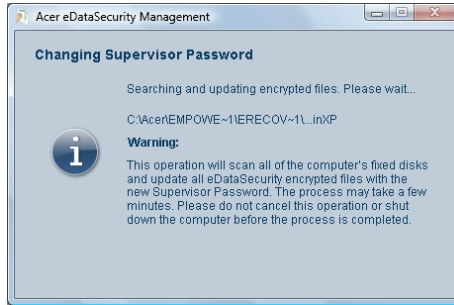 Acer eDataSecurity Management
Changing Supervisor Password
Searching and updating encrypted files. Please wait...
C:\Acer\EMPOWE~1\ERECOV~1\...inXP
Warning:
This operation will scan all of the computer's fixed disks
and update all eDataSecurity encrypted files with the
new Supervisor Password. The process may take a few
minutes. Please do not cancel this operation or shut
down the computer before the process is completed.